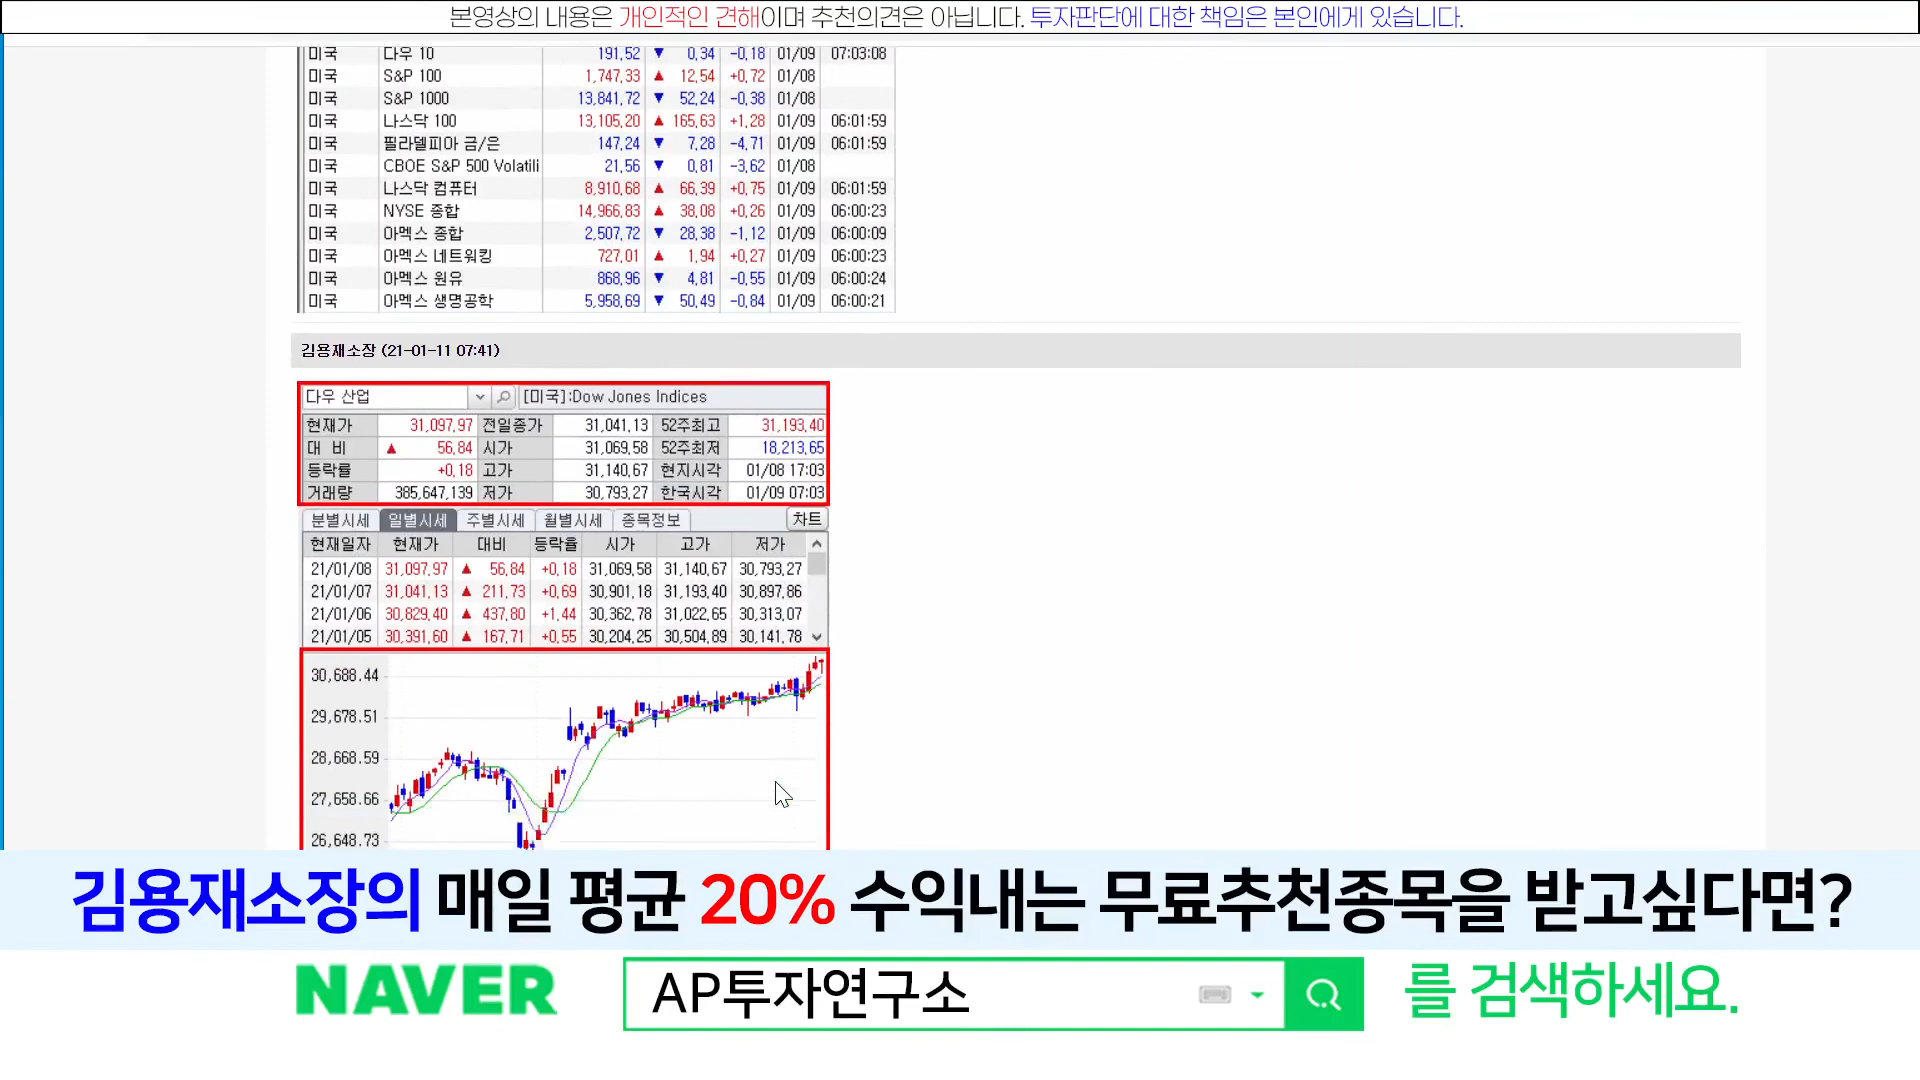 본영상의 내용은 개인적인 견해이며 추천의견은 아닙니다. 투자판단에 대한 책임은 본인에게 있습니다.
미국 다우 10 191,52 ▼ 0,34 -0,18 01/09 07:03:08
미국 S&P 100 1,747,33 ▲ 12,54 +0,72 01/08
미국 S&P 1000 13,841,72 ▼ 52,24 -0,38 01/08
미국 나스닥 100 13,105,20 ▲ 165,63 +1,28 01/09 06:01:59
미국 필라델피아 금/은 147,24 ▼ 7,28 -4,71 01/09 06:01:59
미국 CBOE S&P 500 Volatili 21,56 ▼ 0,81 -3,62 01/08
미국 나스닥 컴퓨터 8,910,68 ▲ 66,39 +0,75 01/09 06:01:59
미국 NYSE 종합 14,966,83 ▲ 38,08 +0,26 01/09 06:00:23
미국 아멕스 종합 2,507,72 ▼ 28,38 -1,12 01/09 06:00:09
미국 아멕스 네트워킹 727,01 ▲ 1,94 +0,27 01/09 06:00:23
미국 아멕스 원유 868,96 ▼ 4,81 -0,55 01/09 06:00:24
미국 아멕스 생명공학 5,958,69 ▼ 50,49 -0,84 01/09 06:00:21
김용재소장 (21-01-11 07:41)
다우 산업 [미국]:Dow Jones Indices
현재가 31,097,97 전일종가 31,041,13 52주최고 31,193,40
대 비 ▲ 56,84 시가 31,069,58 52주최저 18,213,65
등락률 +0,18 고가 31,140,67 현지시각 01/08 17:03
거래량 385,647,139 저가 30,793,27 한국시각 01/09 07:03
분별시세 일별시세 주별시세 월별시세 종목정보 차트
현재일자 현재가 대비 등락율 시가 고가 저가
21/01/08 31,097,97 ▲ 56,84 +0,18 31,069,58 31,140,67 30,793,27
21/01/07 31,041,13 ▲ 211,73 +0,69 30,901,18 31,193,40 30,897,86
21/01/06 30,829,40 ▲ 437,80 +1,44 30,362,78 31,022,65 30,313,07
21/01/05 30,391,60 ▲ 167,71 +0,55 30,204,25 30,504,89 30,141,78
30,688.44
29,678.51
28,668.59
27,658.66
26,648.73
김용재소장의 매일 평균 20% 수익내는 무료추천종목을 받고싶다면?
NAVER AP투자연구소 를 검색하세요.